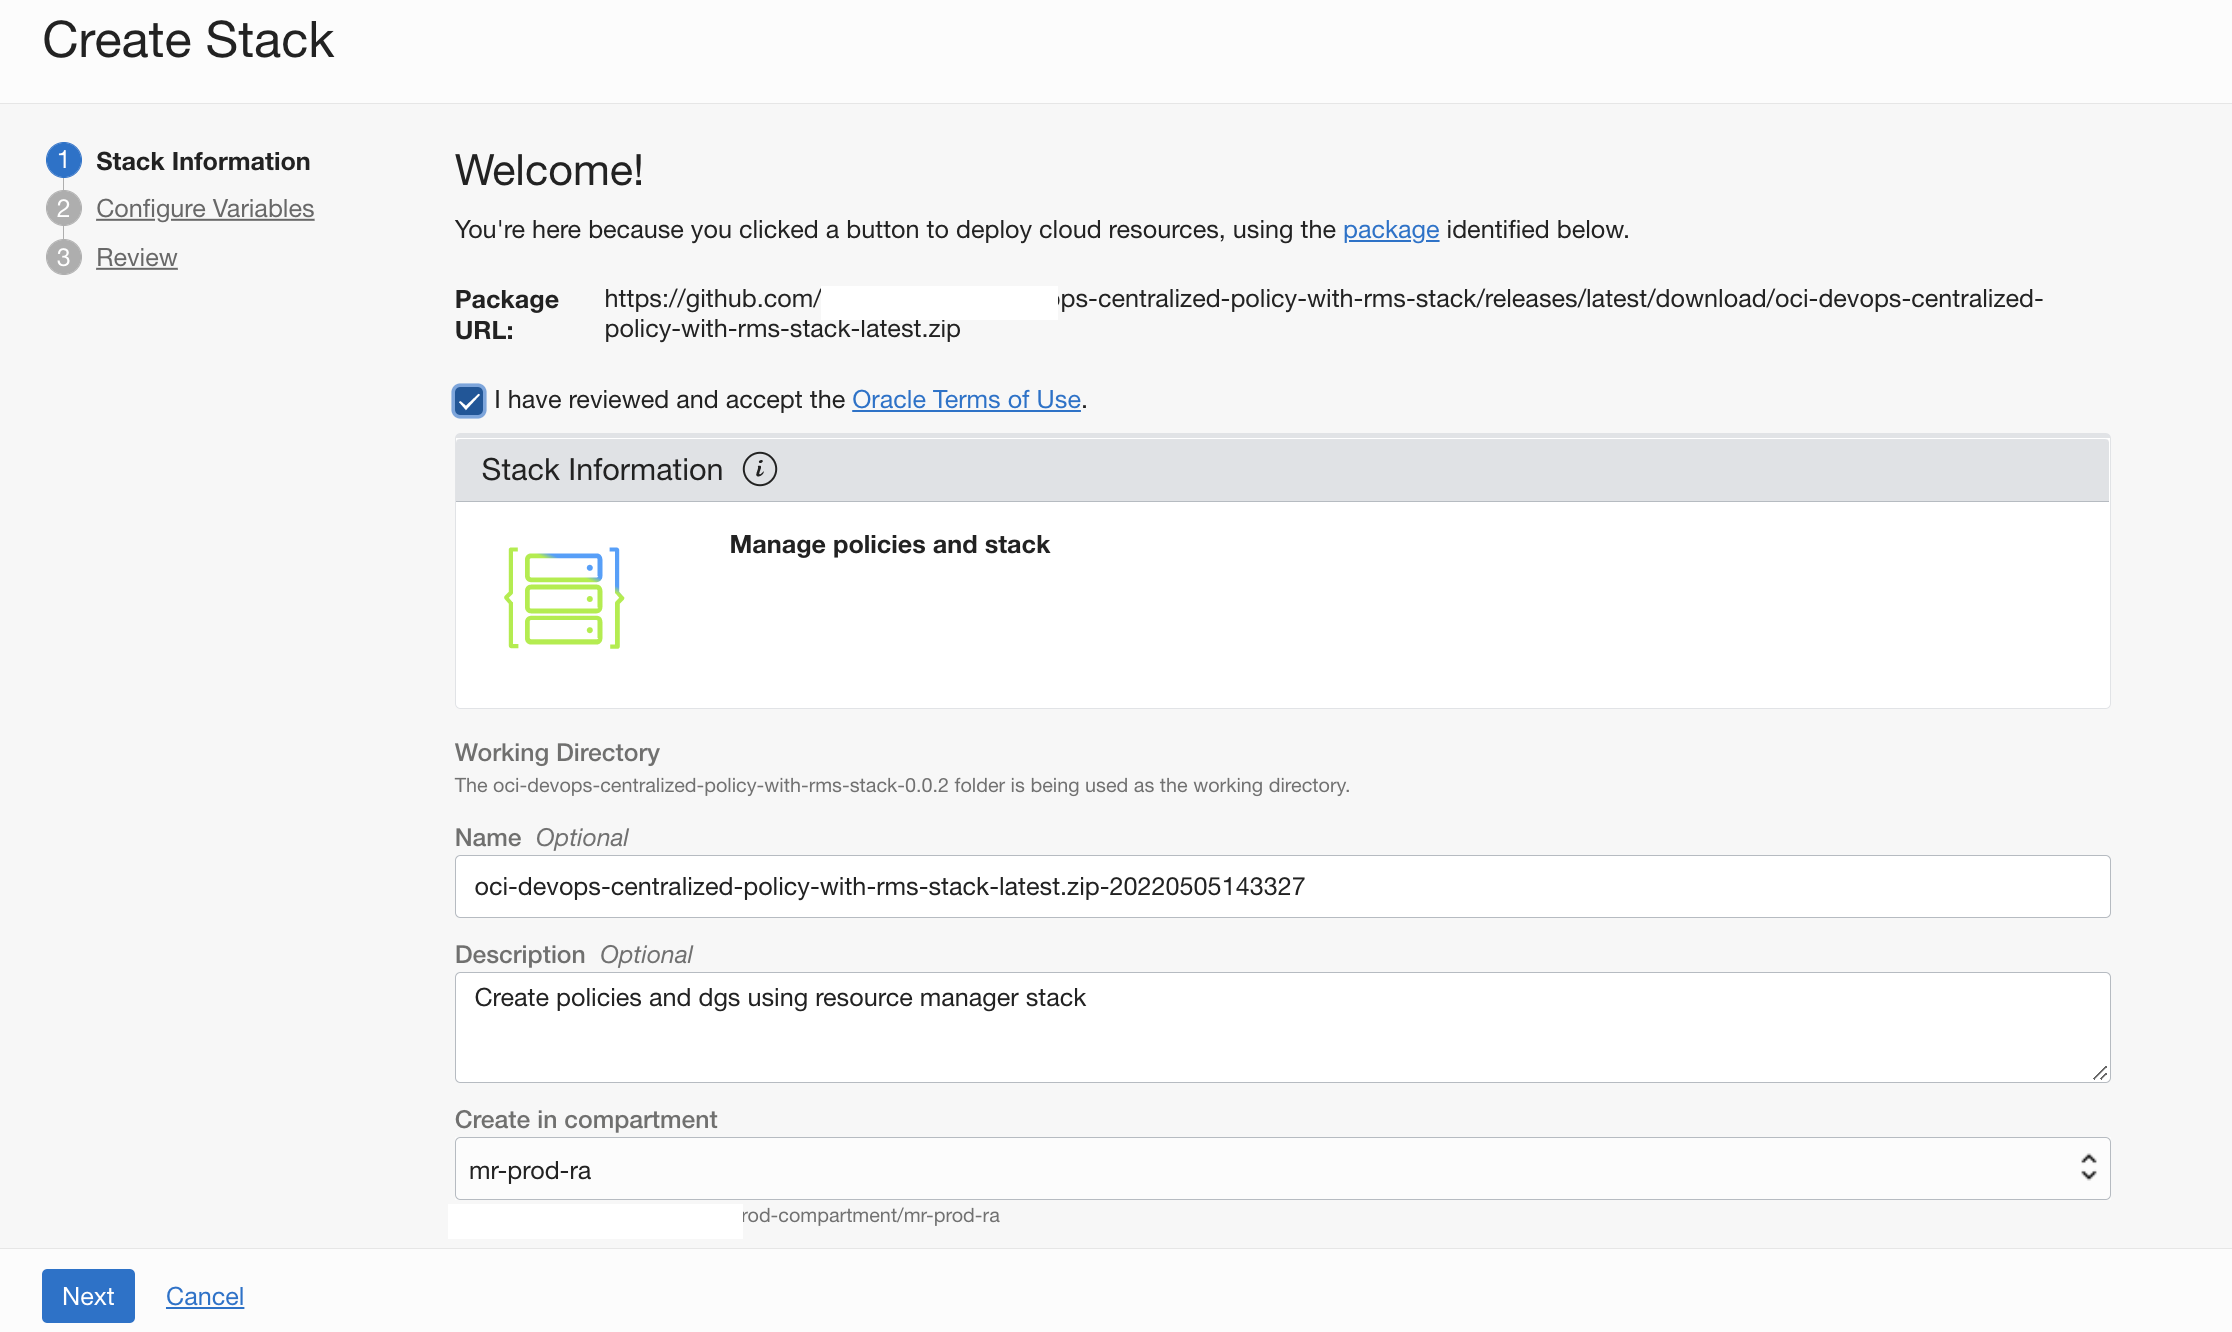 Create Stack
1 Stack Information
2 Configure Variables
3 Review
Welcome!
You're here because you clicked a button to deploy cloud resources, using the package identified below.
Package URL:
https://github.com/ ps-centralized-policy-with-rms-stack/releases/latest/download/oci-devops-centralized-
policy-with-rms-stack-latest.zip
I have reviewed and accept the Oracle Terms of Use.
Stack Information i
Manage policies and stack
Working Directory
The oci-devops-centralized-policy-with-rms-stack-0.0.2 folder is being used as the working directory.
Name Optional
oci-devops-centralized-policy-with-rms-stack-latest.zip-20220505143327
Description Optional
Create policies and dgs using resource manager stack
Create in compartment
mr-prod-ra
rod-compartment/mr-prod-ra
Next Cancel